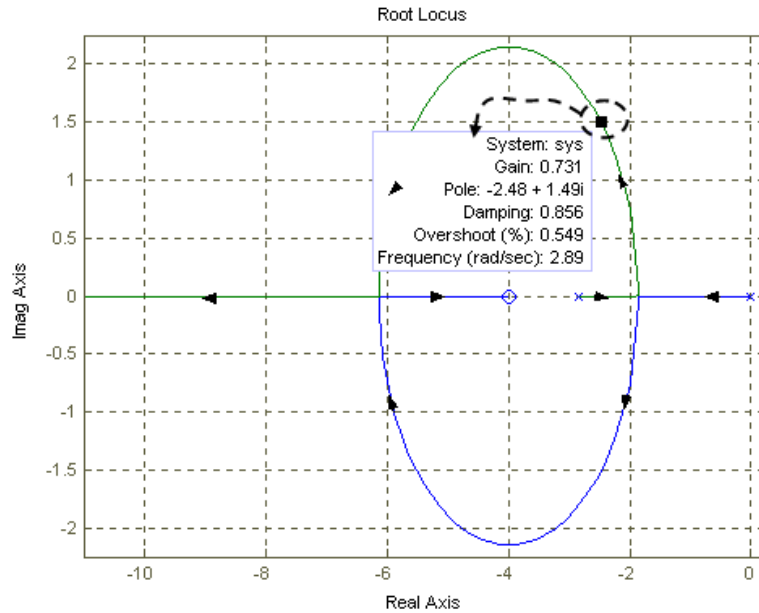 Root Locus
2
1.5
1
0.5
0
-0.5
-1
-1.5
-2
Imag Axis
System: sys
Gain: 0.731
Pole: -2.48 + 1.49i
Damping: 0.856
Overshoot (%): 0.549
Frequency (rad/sec): 2.89
-10
-8
-6
-4
-2
0
Real Axis